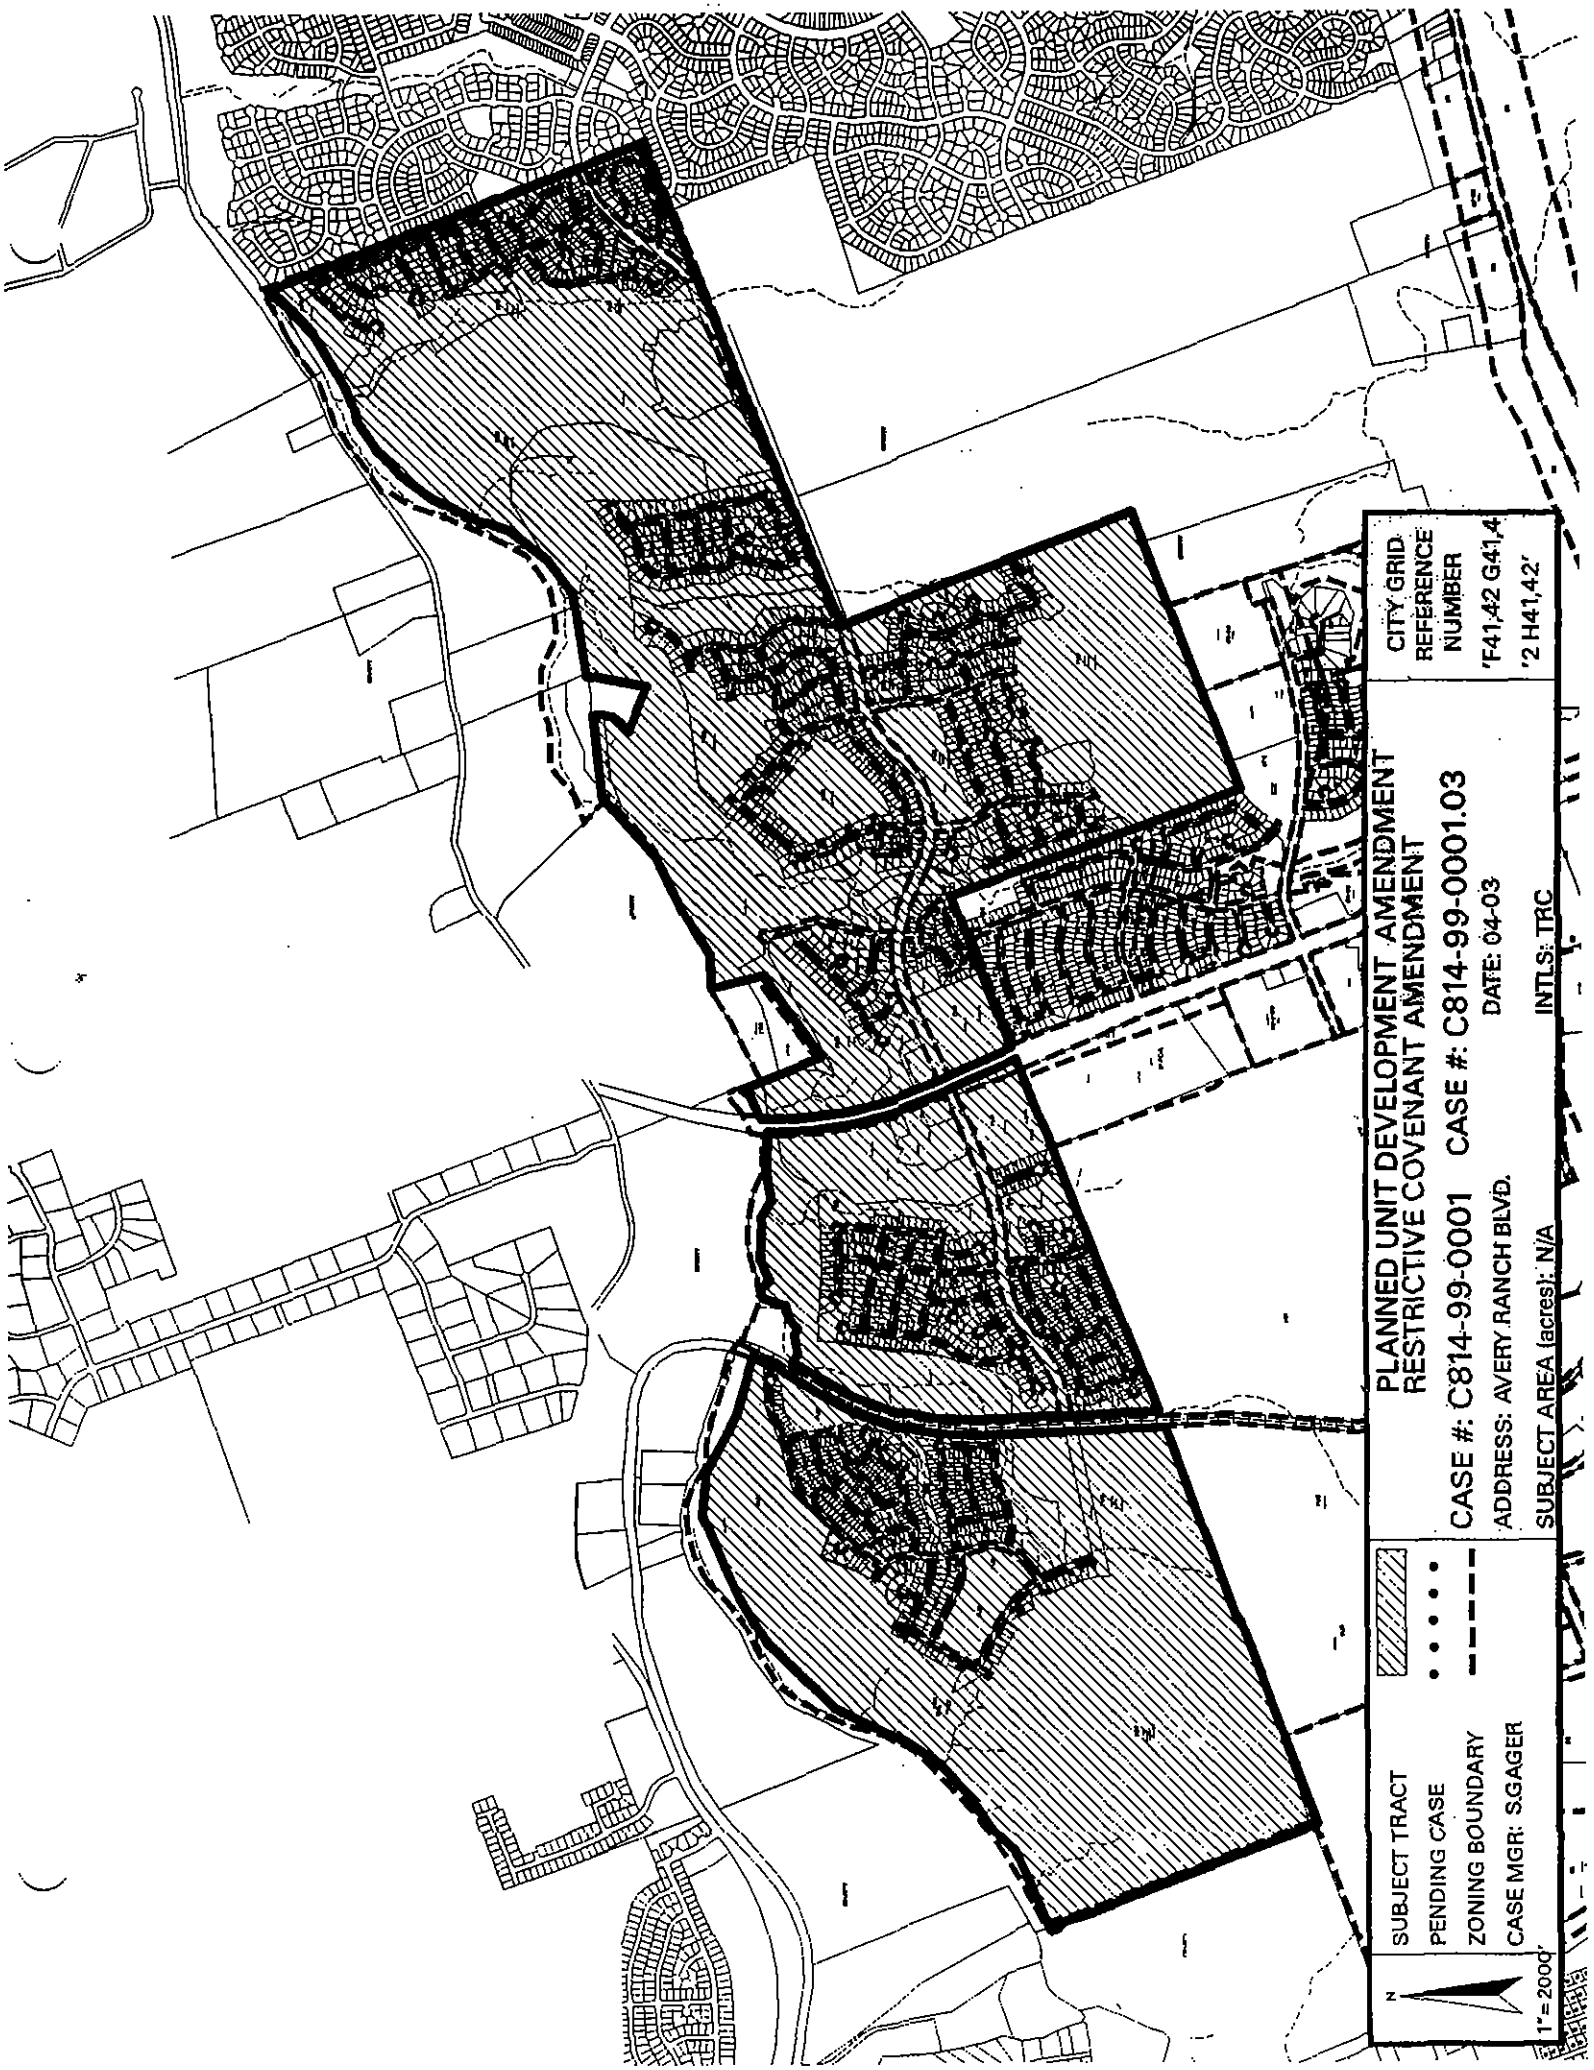 N
1"=2000'
SUBJECT TRACT
PENDING CASE
ZONING BOUNDARY
CASE MGR: S.GAGER
PLANNED UNIT DEVELOPMENT AMENDMENT
RESTRICTIVE COVENANT AMENDMENT
CASE #: C814-99-0001 CASE #: C814-99-0001.03
ADDRESS: AVERY RANCH BLVD.
DATE: 04-03
SUBJECT AREA (acres): N/A
INTLS: TRC
CITY GRID
REFERENCE
NUMBER
'F41,42 G41,4
'2 H41,42'